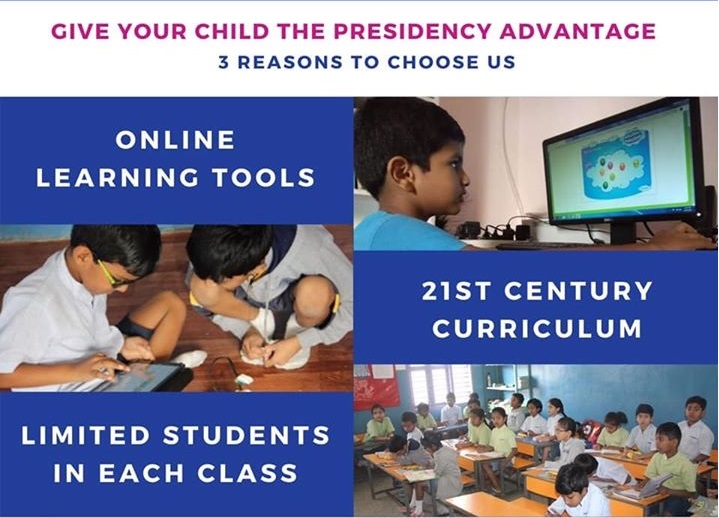 GIVE YOUR CHILD THE PRESIDENCY ADVANTAGE
3 REASONS TO CHOOSE US
ONLINE
LEARNING TOOLS
21ST CENTURY
CURRICULUM
LIMITED STUDENTS
IN EACH CLASS